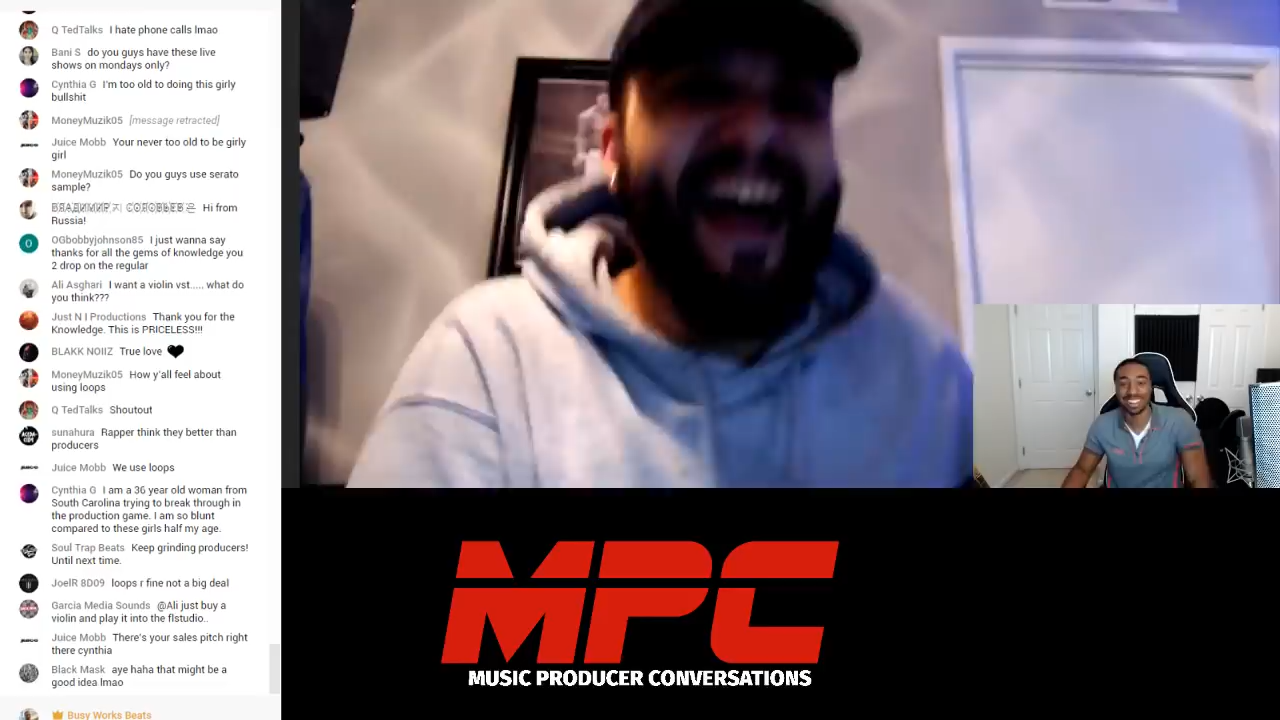 Q TedTalks I hate phone calls lmao
Bani S do you guys have these live
shows on mondays only?
Cynthia G I'm too old to doing this girly
bullshit
MoneyMuzik05 [message retracted]
Juice Mobb Your never too old to be girly
girl
MoneyMuzik05 Do you guys use serato
sample?
Hi from
Russia!
OGbobbyjohnson85 I just wanna say
thanks for all the gems of knowledge you
2 drop on the regular
Ali Asghari I want a violin vst..... what do
you think???
Just N I Productions Thank you for the
Knowledge. This is PRICELESS!!!
BLAKK NOIIZ True love 🖤
MoneyMuzik05 How y'all feel about
using loops
Q TedTalks Shoutout
sunahura Rapper think they better than
producers
Juice Mobb We use loops
Cynthia G I am a 36 year old woman from
South Carolina trying to break through in
the production game. I am so blunt
compared to these girls half my age.
Soul Trap Beats Keep grinding producers!
Until next time.
JoelR 8D09 loops r fine not a big deal
Garcia Media Sounds @Ali just buy a
violin and play it into the flstudio..
Juice Mobb There's your sales pitch right
there cynthia
Black Mask aye haha that might be a
good idea lmao
Busy Works Beats
MPC
MUSIC PRODUCER CONVERSATIONS